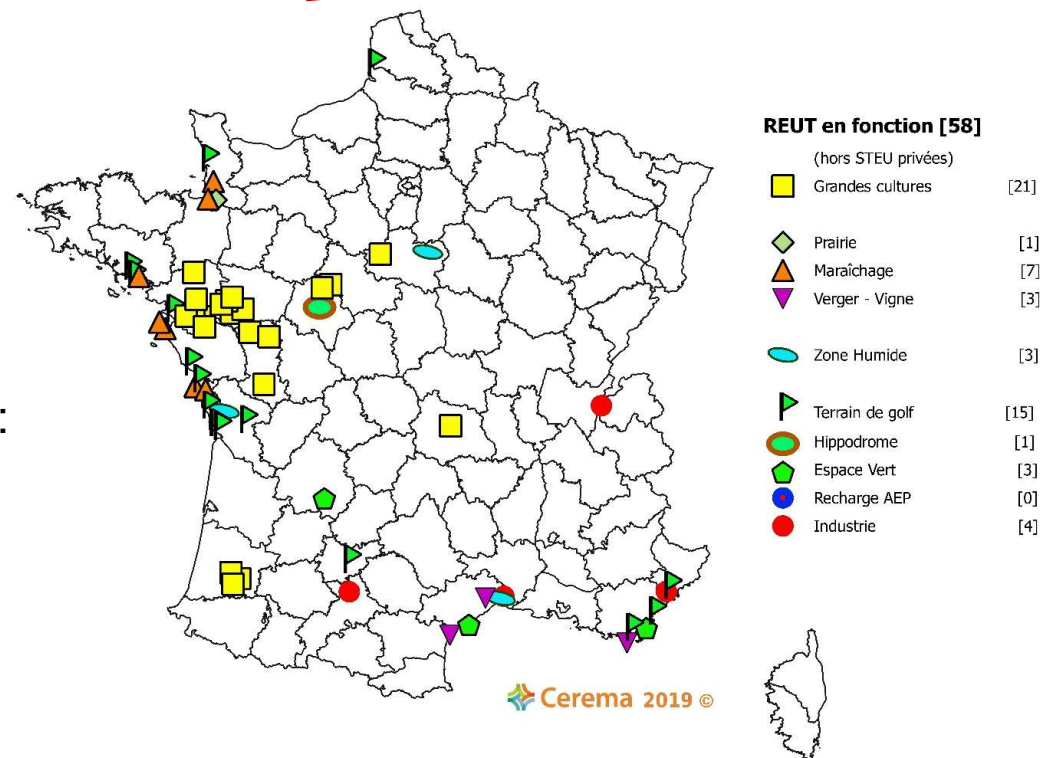 REUT en fonction [58]
(hors STEU privées)
Grandes cultures [21]
Prairie [1]
Maraîchage [7]
Verger - Vigne [3]
Zone Humide [3]
Terrain de golf [15]
Hippodrome [1]
Espace Vert [3]
Recharge AEP [0]
Industrie [4]
:
Cerema 2019 ©